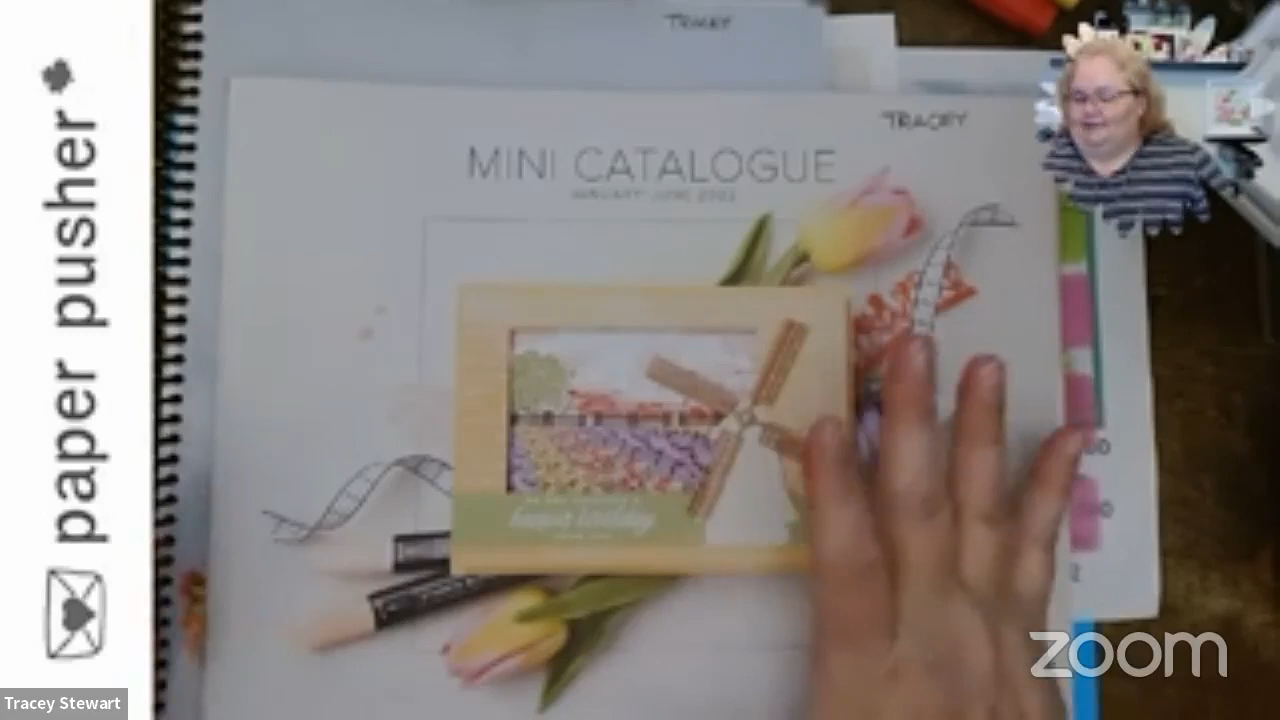 TRACEY
TRACEY
MINI CATALOGUE
paper pusher
happy birthday
zoom
Tracey Stewart